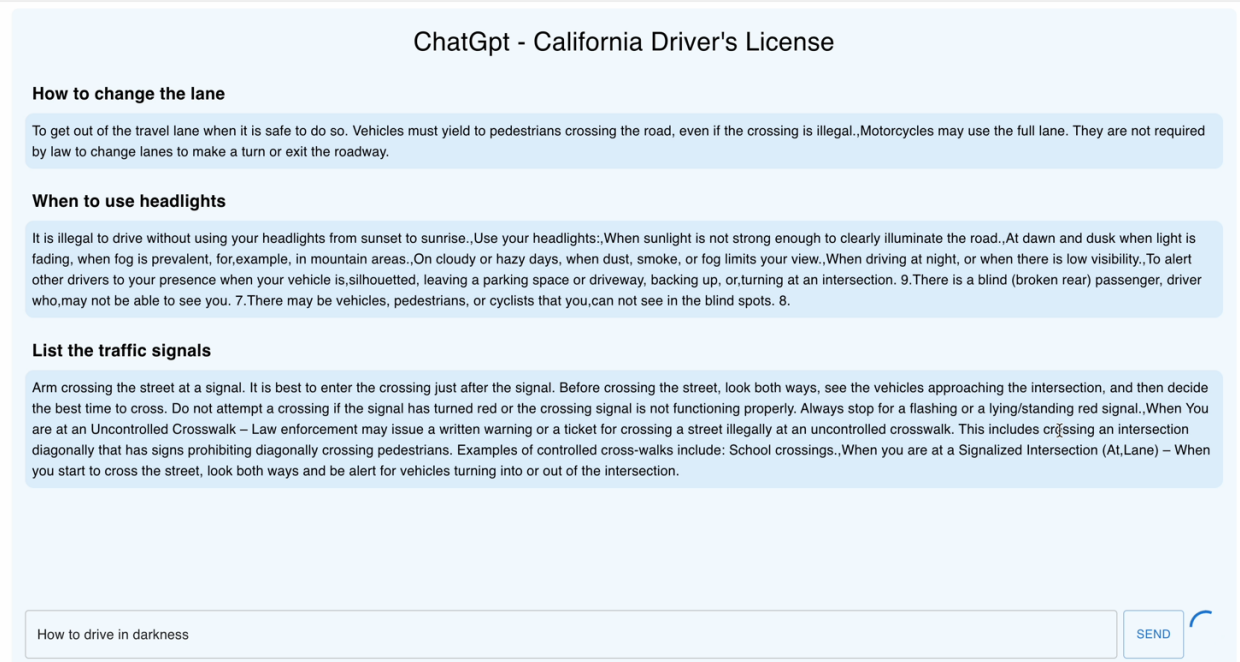 ChatGpt - California Driver's License
How to change the lane
To get out of the travel lane when it is safe to do so. Vehicles must yield to pedestrians crossing the road, even if the crossing is illegal.,Motorcycles may use the full lane. They are not required
by law to change lanes to make a turn or exit the roadway.
When to use headlights
It is illegal to drive without using your headlights from sunset to sunrise.,Use your headlights:,When sunlight is not strong enough to clearly illuminate the road.,At dawn and dusk when light is
fading, when fog is prevalent, for,example, in mountain areas.,On cloudy or hazy days, when dust, smoke, or fog limits your view.,When driving at night, or when there is low visibility.,To alert
other drivers to your presence when your vehicle is,silhouetted, leaving a parking space or driveway, backing up, or,turning at an intersection. 9.There is a blind (broken rear) passenger, driver
who,may not be able to see you. 7.There may be vehicles, pedestrians, or cyclists that you,can not see in the blind spots. 8.
List the traffic signals
Arm crossing the street at a signal. It is best to enter the crossing just after the signal. Before crossing the street, look both ways, see the vehicles approaching the intersection, and then decide
the best time to cross. Do not attempt a crossing if the signal has turned red or the crossing signal is not functioning properly. Always stop for a flashing or a lying/standing red signal.,When You
are at an Uncontrolled Crosswalk – Law enforcement may issue a written warning or a ticket for crossing a street illegally at an uncontrolled crosswalk. This includes crossing an intersection
diagonally that has signs prohibiting diagonally crossing pedestrians. Examples of controlled cross-walks include: School crossings.,When you are at a Signalized Intersection (At,Lane) – When
you start to cross the street, look both ways and be alert for vehicles turning into or out of the intersection.
How to drive in darkness
SEND